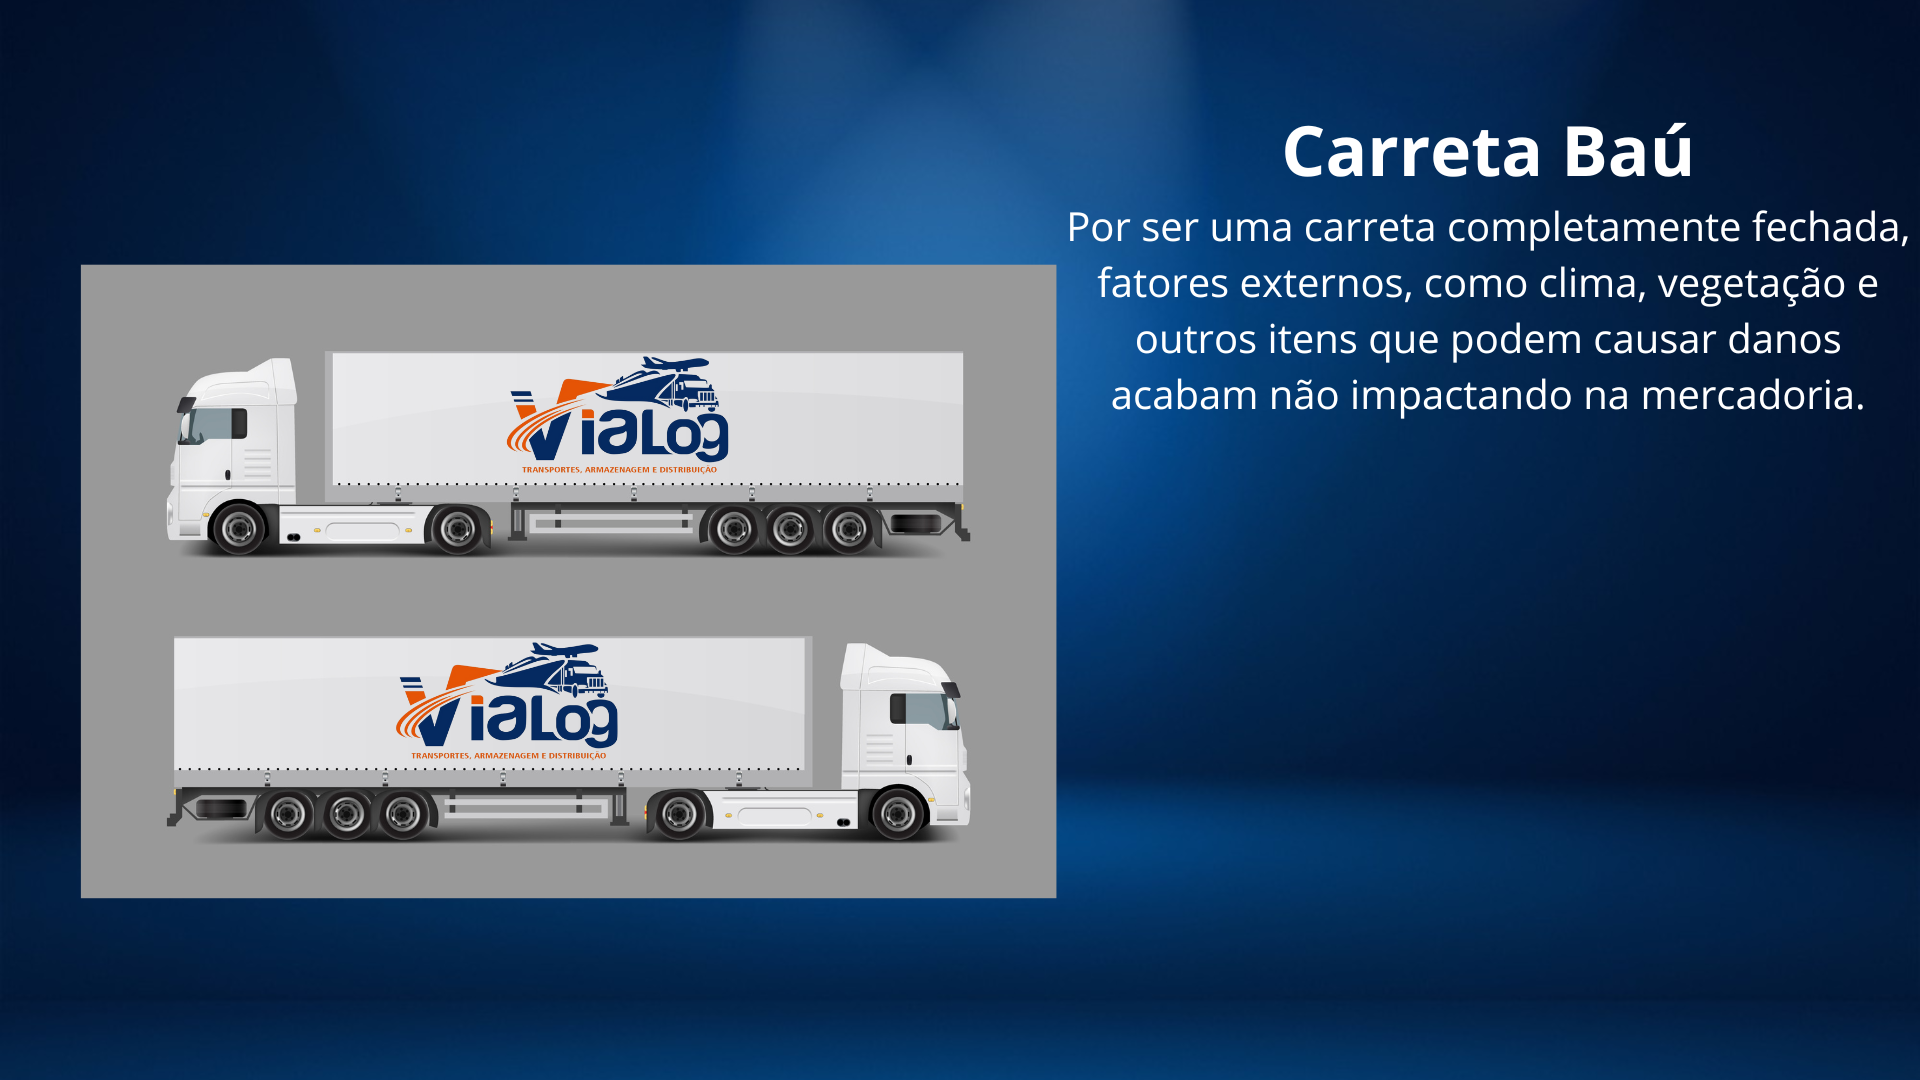 Carreta Baú
Por ser uma carreta completamente fechada,
fatores externos, como clima, vegetação e
outros itens que podem causar danos
acabam não impactando na mercadoria.
ViaLog
TRANSPORTES, ARMAZENAGEM E DISTRIBUIÇÃO
ViaLog
TRANSPORTES, ARMAZENAGEM E DISTRIBUIÇÃO